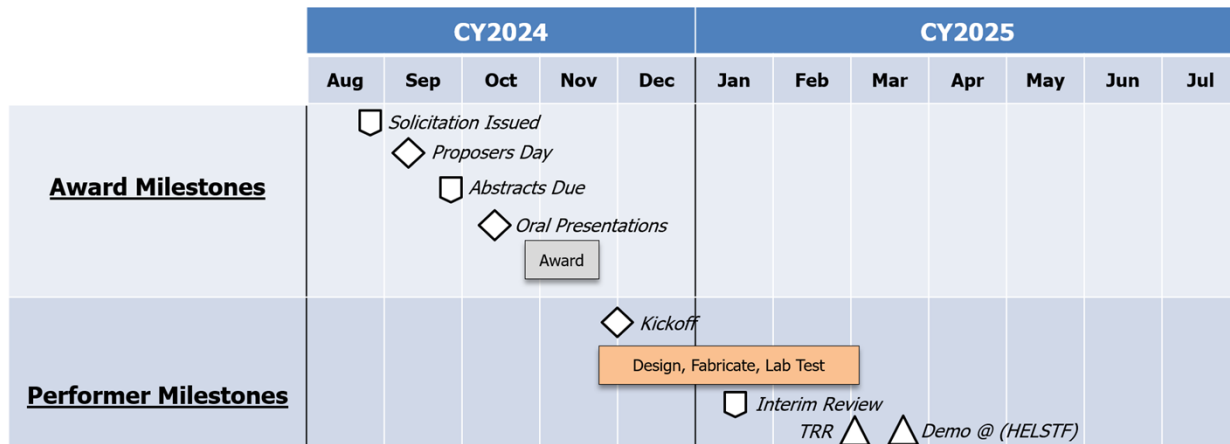 CY2024 CY2025
Aug Sep Oct Nov Dec Jan Feb Mar Apr May Jun Jul
Award Milestones
Solicitation Issued
Proposers Day
Abstracts Due
Oral Presentations
Award
Performer Milestones
Kickoff
Design, Fabricate, Lab Test
Interim Review
TRR Demo @ (HELSTF)